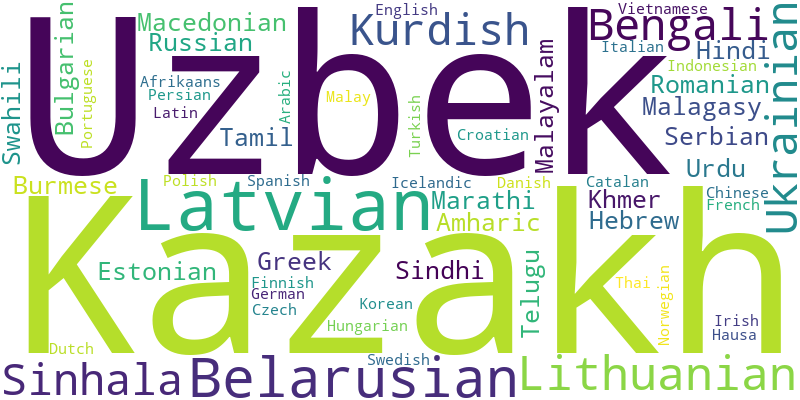 English
Vietnamese
Macedonian
Kurdish
Bengali
Russian
Italian
Hindi
Uzbek
Bulgarian
Portuguese
Swahili
Afrikaans
Persian
Arabic
Malay
Malayalam
Indonesian
Romanian
Ukrainian
Latin
Malagasy
Tamil
Turkish
Croatian
Serbian
Urdu
Burmese
Polish
Spanish
Icelandic
Danish
Catalan
Chinese
Latvian
Marathi
Khmer
French
Amharic
Hebrew
Kazakh
Estonian
Greek
Sindhi
Telugu
Finnish
German
Czech
Korean
Thai
Norwegian
Hungarian
Irish
Hausa
Dutch
Swedish
Sinhala
Belarusian
Lithuanian